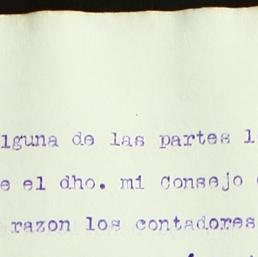 lguna de las partes l
e el dho. mi Consejo
razon los contadores